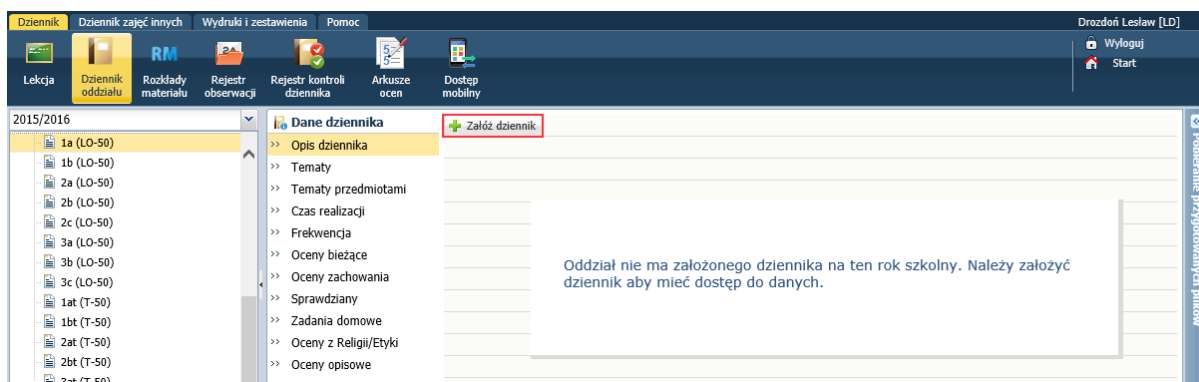 Dziennik Dziennik zajęć innych Wydruki i zestawienia Pomoc Drozdoń Lesław [LD]
Wyloguj
Start
Lekcja
Dziennik oddziału
RM Rozkłady materiału
24 Rejestr obserwacji
Rejestr kontroli dziennika
Arkusze ocen
Dostęp mobilny
2015/2016
1a (LO-50)
1b (LO-50)
2a (LO-50)
2b (LO-50)
2c (LO-50)
3a (LO-50)
3b (LO-50)
3c (LO-50)
1at (T-50)
1bt (T-50)
2at (T-50)
2bt (T-50)
Dane dziennika
Opis dziennika
Tematy
Tematy przedmiotami
Czas realizacji
Frekwencja
Oceny bieżące
Oceny zachowania
Sprawdziany
Zadania domowe
Oceny z Religii/Etyki
Oceny opisowe
Załóż dziennik
Oddział nie ma założonego dziennika na ten rok szkolny. Należy założyć
dziennik aby mieć dostęp do danych.
Pobieranie przygotowanych plików